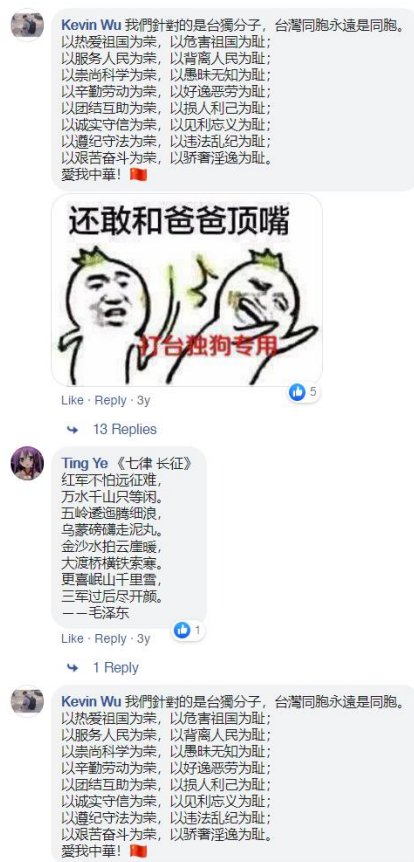 Kevin Wu 我們針對的是台獨分子，台灣同胞永遠是同胞。
以热爱祖国为荣，以危害祖国为耻；
以服务人民为荣，以背离人民为耻；
以崇尚科学为荣，以愚昧无知为耻；
以辛勤劳动为荣，以好逸恶劳为耻；
以团结互助为荣，以损人利己为耻；
以诚实守信为荣，以见利忘义为耻；
以遵纪守法为荣，以违法乱纪为耻；
以艰苦奋斗为荣，以骄奢淫逸为耻。
愛我中華！🇨🇳
还敢和爸爸顶嘴
打台独狗专用
Like · Reply · 3y
5
13 Replies
Ting Ye 《七律 长征》
红军不怕远征难，
万水千山只等闲。
五岭逶迤腾细浪，
乌蒙磅礴走泥丸。
金沙水拍云崖暖，
大渡桥横铁索寒。
更喜岷山千里雪，
三军过后尽开颜。
——毛泽东
1
Like · Reply · 3y
1 Reply
Kevin Wu 我們針對的是台獨分子，台灣同胞永遠是同胞。
以热爱祖国为荣，以危害祖国为耻；
以服务人民为荣，以背离人民为耻；
以崇尚科学为荣，以愚昧无知为耻；
以辛勤劳动为荣，以好逸恶劳为耻；
以团结互助为荣，以损人利己为耻；
以诚实守信为荣，以见利忘义为耻；
以遵纪守法为荣，以违法乱纪为耻；
以艰苦奋斗为荣，以骄奢淫逸为耻。
愛我中華！🇨🇳